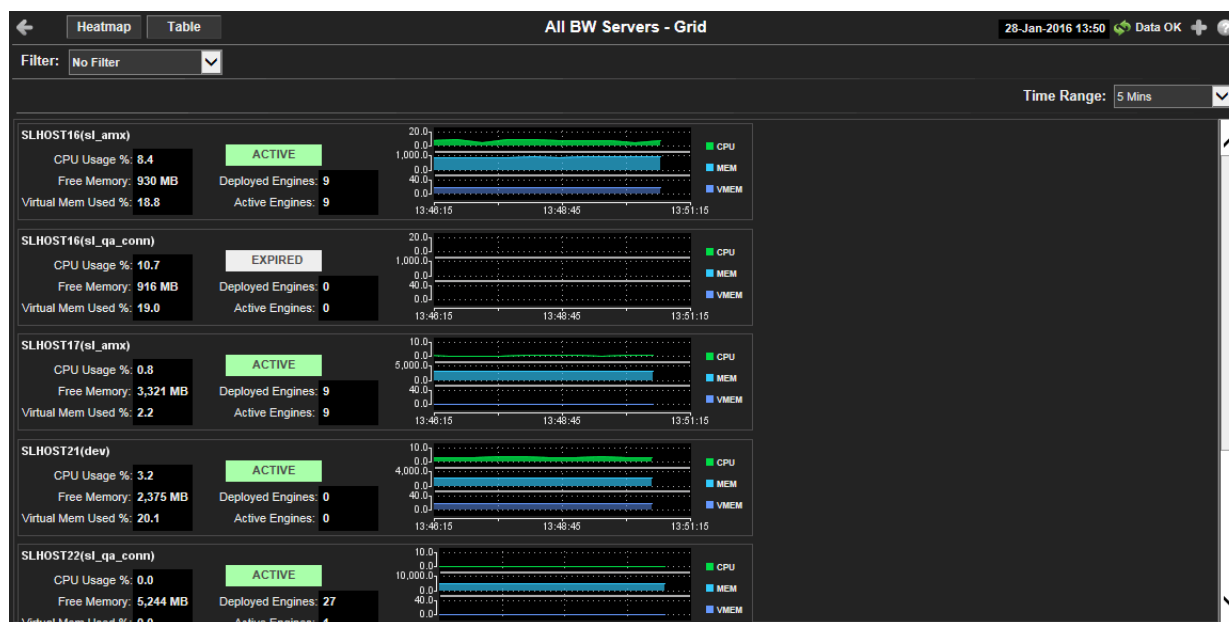 Heatmap Table All BW Servers - Grid 28-Jan-2016 13:50 Data OK
Filter: No Filter
Time Range: 5 Mins
SLHOST16(sl_amx)
CPU Usage %: 8.4
Free Memory: 930 MB
Virtual Mem Used %: 18.8
ACTIVE
Deployed Engines: 9
Active Engines: 9
20.0
0.0
1,000.0
0.0
40.0
0.0
13:46:15 13:48:45 13:51:15
CPU
MEM
VMEM
SLHOST16(sl_qa_conn)
CPU Usage %: 10.7
Free Memory: 916 MB
Virtual Mem Used %: 19.0
EXPIRED
Deployed Engines: 0
Active Engines: 0
20.0
0.0
1,000.0
0.0
40.0
0.0
13:46:15 13:48:45 13:51:15
CPU
MEM
VMEM
SLHOST17(sl_amx)
CPU Usage %: 0.8
Free Memory: 3,321 MB
Virtual Mem Used %: 2.2
ACTIVE
Deployed Engines: 9
Active Engines: 9
10.0
0.0
5,000.0
0.0
40.0
0.0
13:46:15 13:48:45 13:51:15
CPU
MEM
VMEM
SLHOST21(dev)
CPU Usage %: 3.2
Free Memory: 2,375 MB
Virtual Mem Used %: 20.1
ACTIVE
Deployed Engines: 0
Active Engines: 0
10.0
0.0
4,000.0
0.0
40.0
0.0
13:46:15 13:48:45 13:51:15
CPU
MEM
VMEM
SLHOST22(sl_qa_conn)
CPU Usage %: 0.0
Free Memory: 5,244 MB
Virtual Mem Used %:
ACTIVE
Deployed Engines: 27
Active Engines:
10.0
0.0
10,000.0
0.0
40.0
0.0
CPU
MEM
VMEM